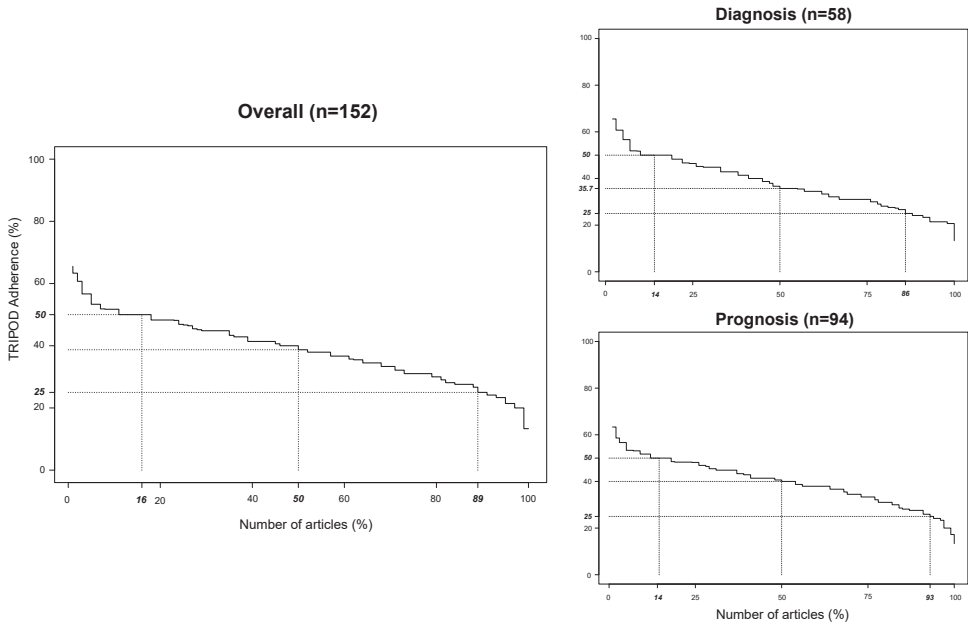 Overall (n=152)
TRIPOD Adherence (%)
100
80
60
50
40
25
20
0
0 16 20 40 50 60 80 89 100
Number of articles (%)
Diagnosis (n=58)
100
80
60
50
40
35.7
25
20
0
0 14 25 50 75 86 100
Prognosis (n=94)
100
80
60
50
40
25
20
0
0 14 25 50 75 93 100
Number of articles (%)